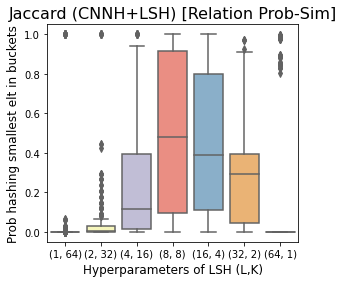 Jaccard (CNNH+LSH) [Relation Prob-Sim]
Prob hashing smallest elt in buckets
1.0
0.8
0.6
0.4
0.2
0.0
(1, 64) (2, 32) (4, 16) (8, 8) (16, 4) (32, 2) (64, 1)
Hyperparameters of LSH (L,K)